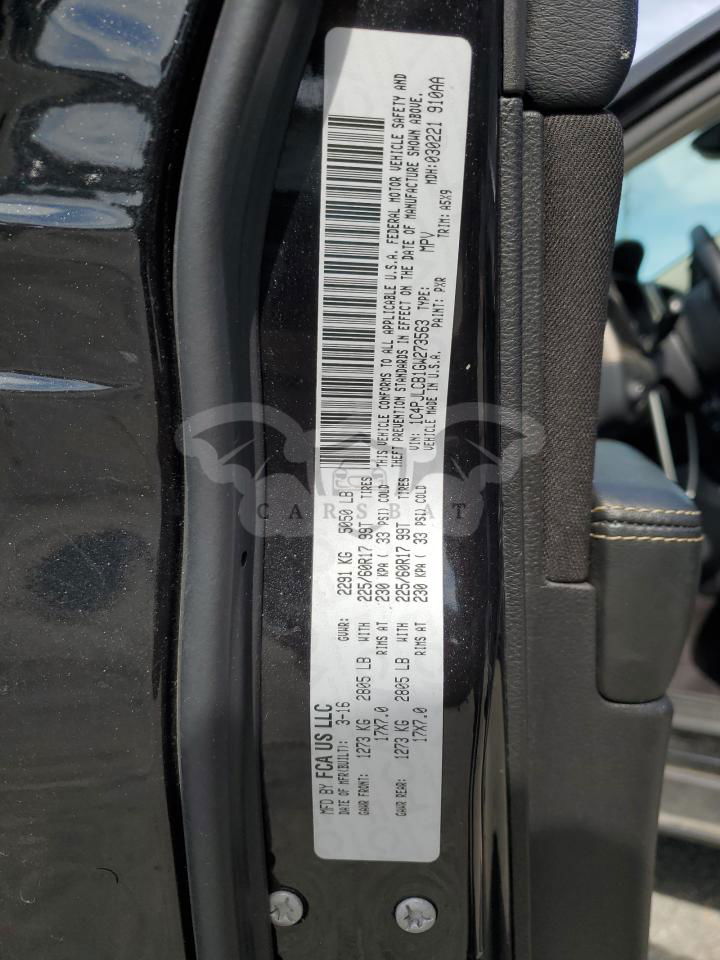 MFD BY FCA US LLC
DATE OF MFR(BUILT): 3-16 GVWR: 2291 KG 5050 LB
GAWR FRONT: 1273 KG 2805 LB WITH 225/60R17 99T TIRES THIS VEHICLE CONFORMS TO ALL APPLICABLE U.S.A. FEDERAL MOTOR VEHICLE SAFETY AND
17X7.0 RIMS AT 230 KPA ( 33 PSI) COLD THEFT PREVENTION STANDARDS IN EFFECT ON THE DATE OF MANUFACTURE SHOWN ABOVE.
GAWR REAR: 1273 KG 2805 LB WITH 225/60R17 99T TIRES
17X7.0 RIMS AT 230 KPA ( 33 PSI) COLD
MDH:030221 910AA
VIN: 1C4PJLCB1GW273563 TYPE: MPV
VEHICLE MADE IN U.S.A. PAINT: PXR TRIM: A5X9
CARSBAT